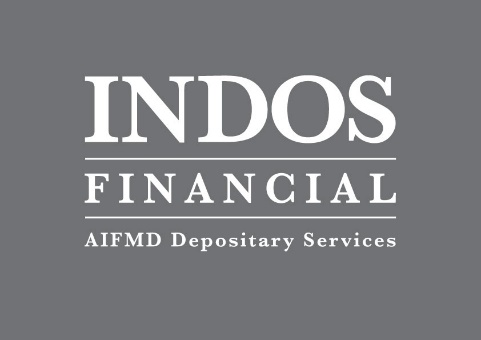 INDOS
FINANCIAL
AIFMD Depositary Services